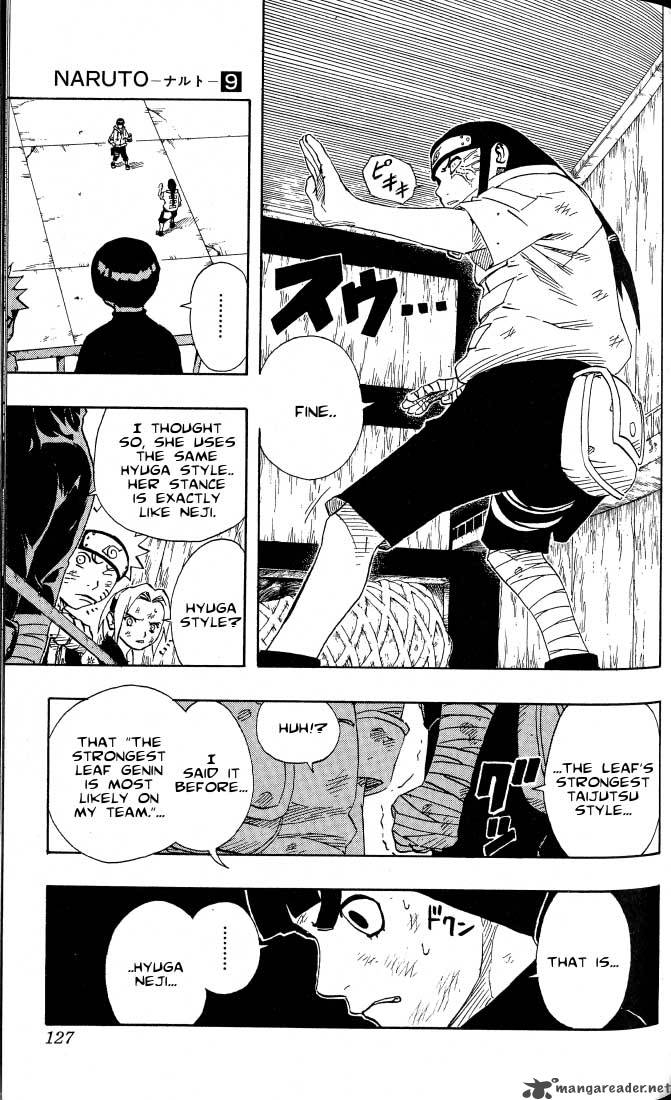 NARUTO—ナルト— 9
ピキキ
スゥ…
FINE..
.........
I
THOUGHT
SO, SHE USES
THE SAME
HYUGA STYLE..
HER STANCE
IS EXACTLY
LIKE NEJI.
HYUGA
STYLE?
...THE LEAF'S
STRONGEST
TAIJUTSU
STYLE...
グッ
HUH!?
I
SAID IT
BEFORE...
THAT "THE
STRONGEST
LEAF GENIN
IS MOST
LIKELY ON
MY TEAM."...
THAT IS...
ドクン
.........
..HYUGA
NEJI...
127
mangareader.net